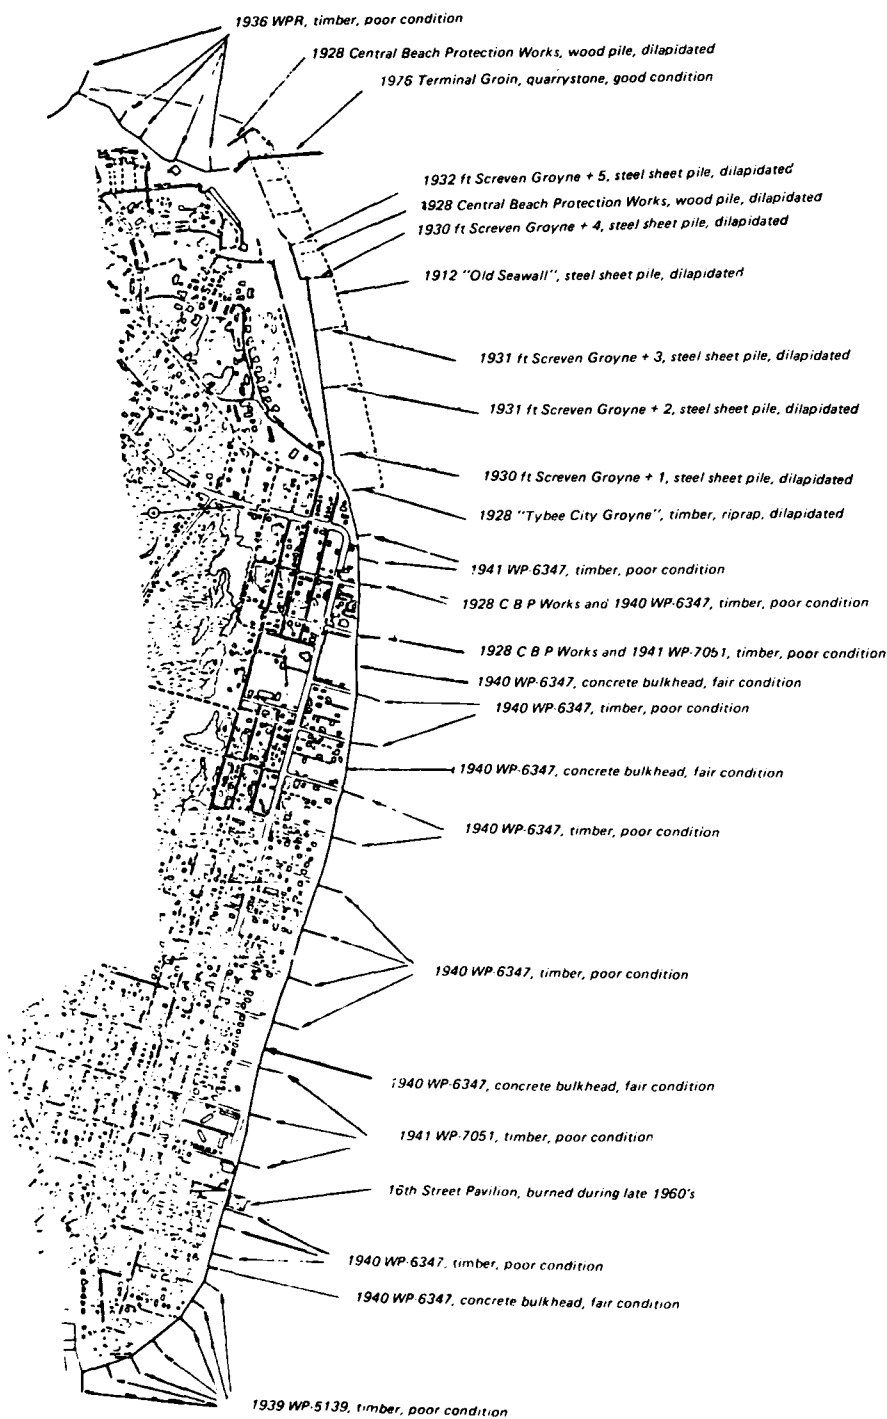 1936 WPR, timber, poor condition
1928 Central Beach Protection Works, wood pile, dilapidated
1976 Terminal Groin, quarrystone, good condition
1932 ft Screven Groyne + 5, steel sheet pile, dilapidated
1928 Central Beach Protection Works, wood pile, dilapidated
1930 ft Screven Groyne + 4, steel sheet pile, dilapidated
1912 "Old Seawall", steel sheet pile, dilapidated
1931 ft Screven Groyne + 3, steel sheet pile, dilapidated
1931 ft Screven Groyne + 2, steel sheet pile, dilapidated
1930 ft Screven Groyne + 1, steel sheet pile, dilapidated
1928 "Tybee City Groyne", timber, riprap, dilapidated
1941 WP-6347, timber, poor condition
1928 C B P Works and 1940 WP-6347, timber, poor condition
1928 C B P Works and 1941 WP-7051, timber, poor condition
1940 WP-6347, concrete bulkhead, fair condition
1940 WP-6347, timber, poor condition
1940 WP-6347, concrete bulkhead, fair condition
1940 WP-6347, timber, poor condition
1940 WP-6347, timber, poor condition
1940 WP-6347, concrete bulkhead, fair condition
1941 WP-7051, timber, poor condition
16th Street Pavilion, burned during late 1960's
1940 WP-6347, timber, poor condition
1940 WP-6347, concrete bulkhead, fair condition
1939 WP-5139, timber, poor condition